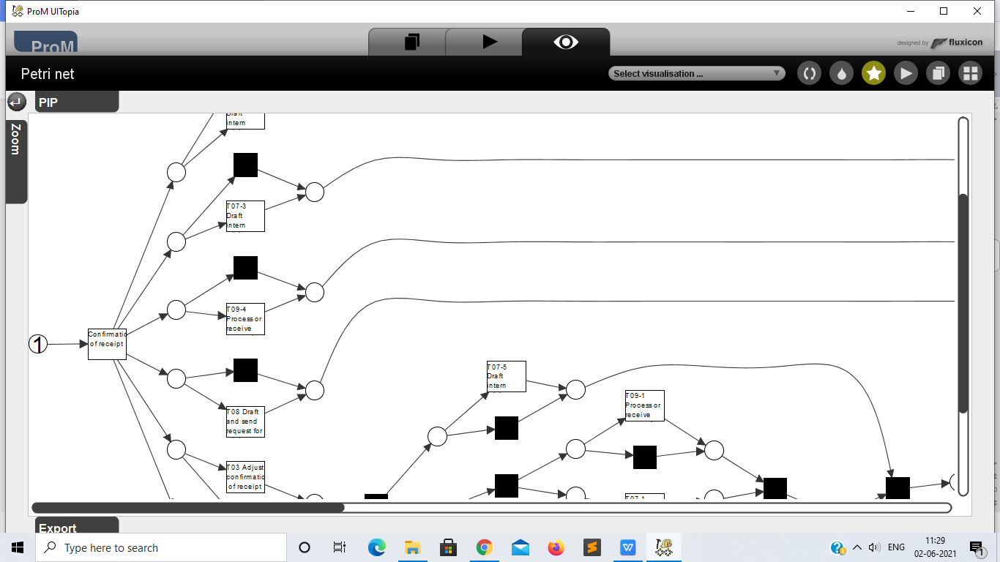 ProM UITopia
ProM
designed by fluxicon
Petri net
Select visualisation ...
PIP
Zoom
Draft
intern
T07-3
Draft
intern
T09-4
Process or
receive
Confirmatic
of receipt
1
T08 Draft
and send
request for
T03 Adjust
confirmatic
of receipt
T07-5
Draft
intern
T09-1
Process or
receive
T07-1
Export
Type here to search
W
ENG
11:29
02-06-2021
1